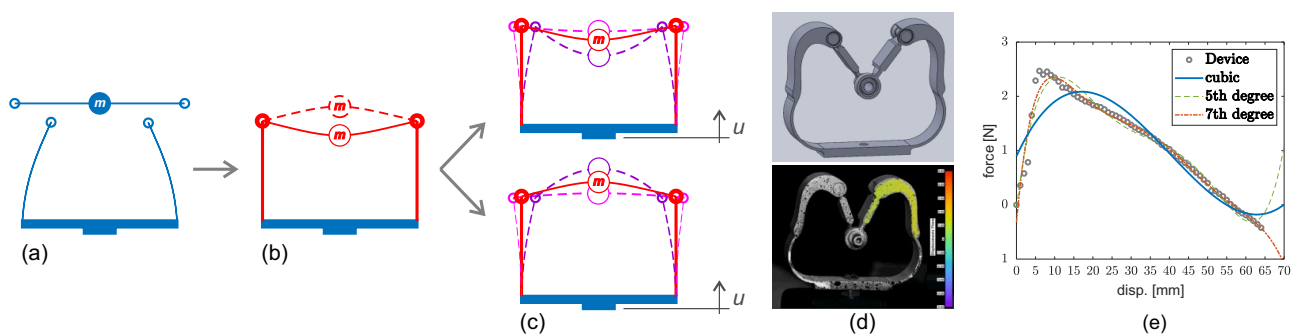 m
(a)
m
m
(b)
m
u
m
u
(c)
(d)
3
2
1
0
1
force [N]
Device
cubic
5th degree
7th degree
0 5 10 15 20 25 30 35 40 45 50 55 60 65 70
disp. [mm]
(e)